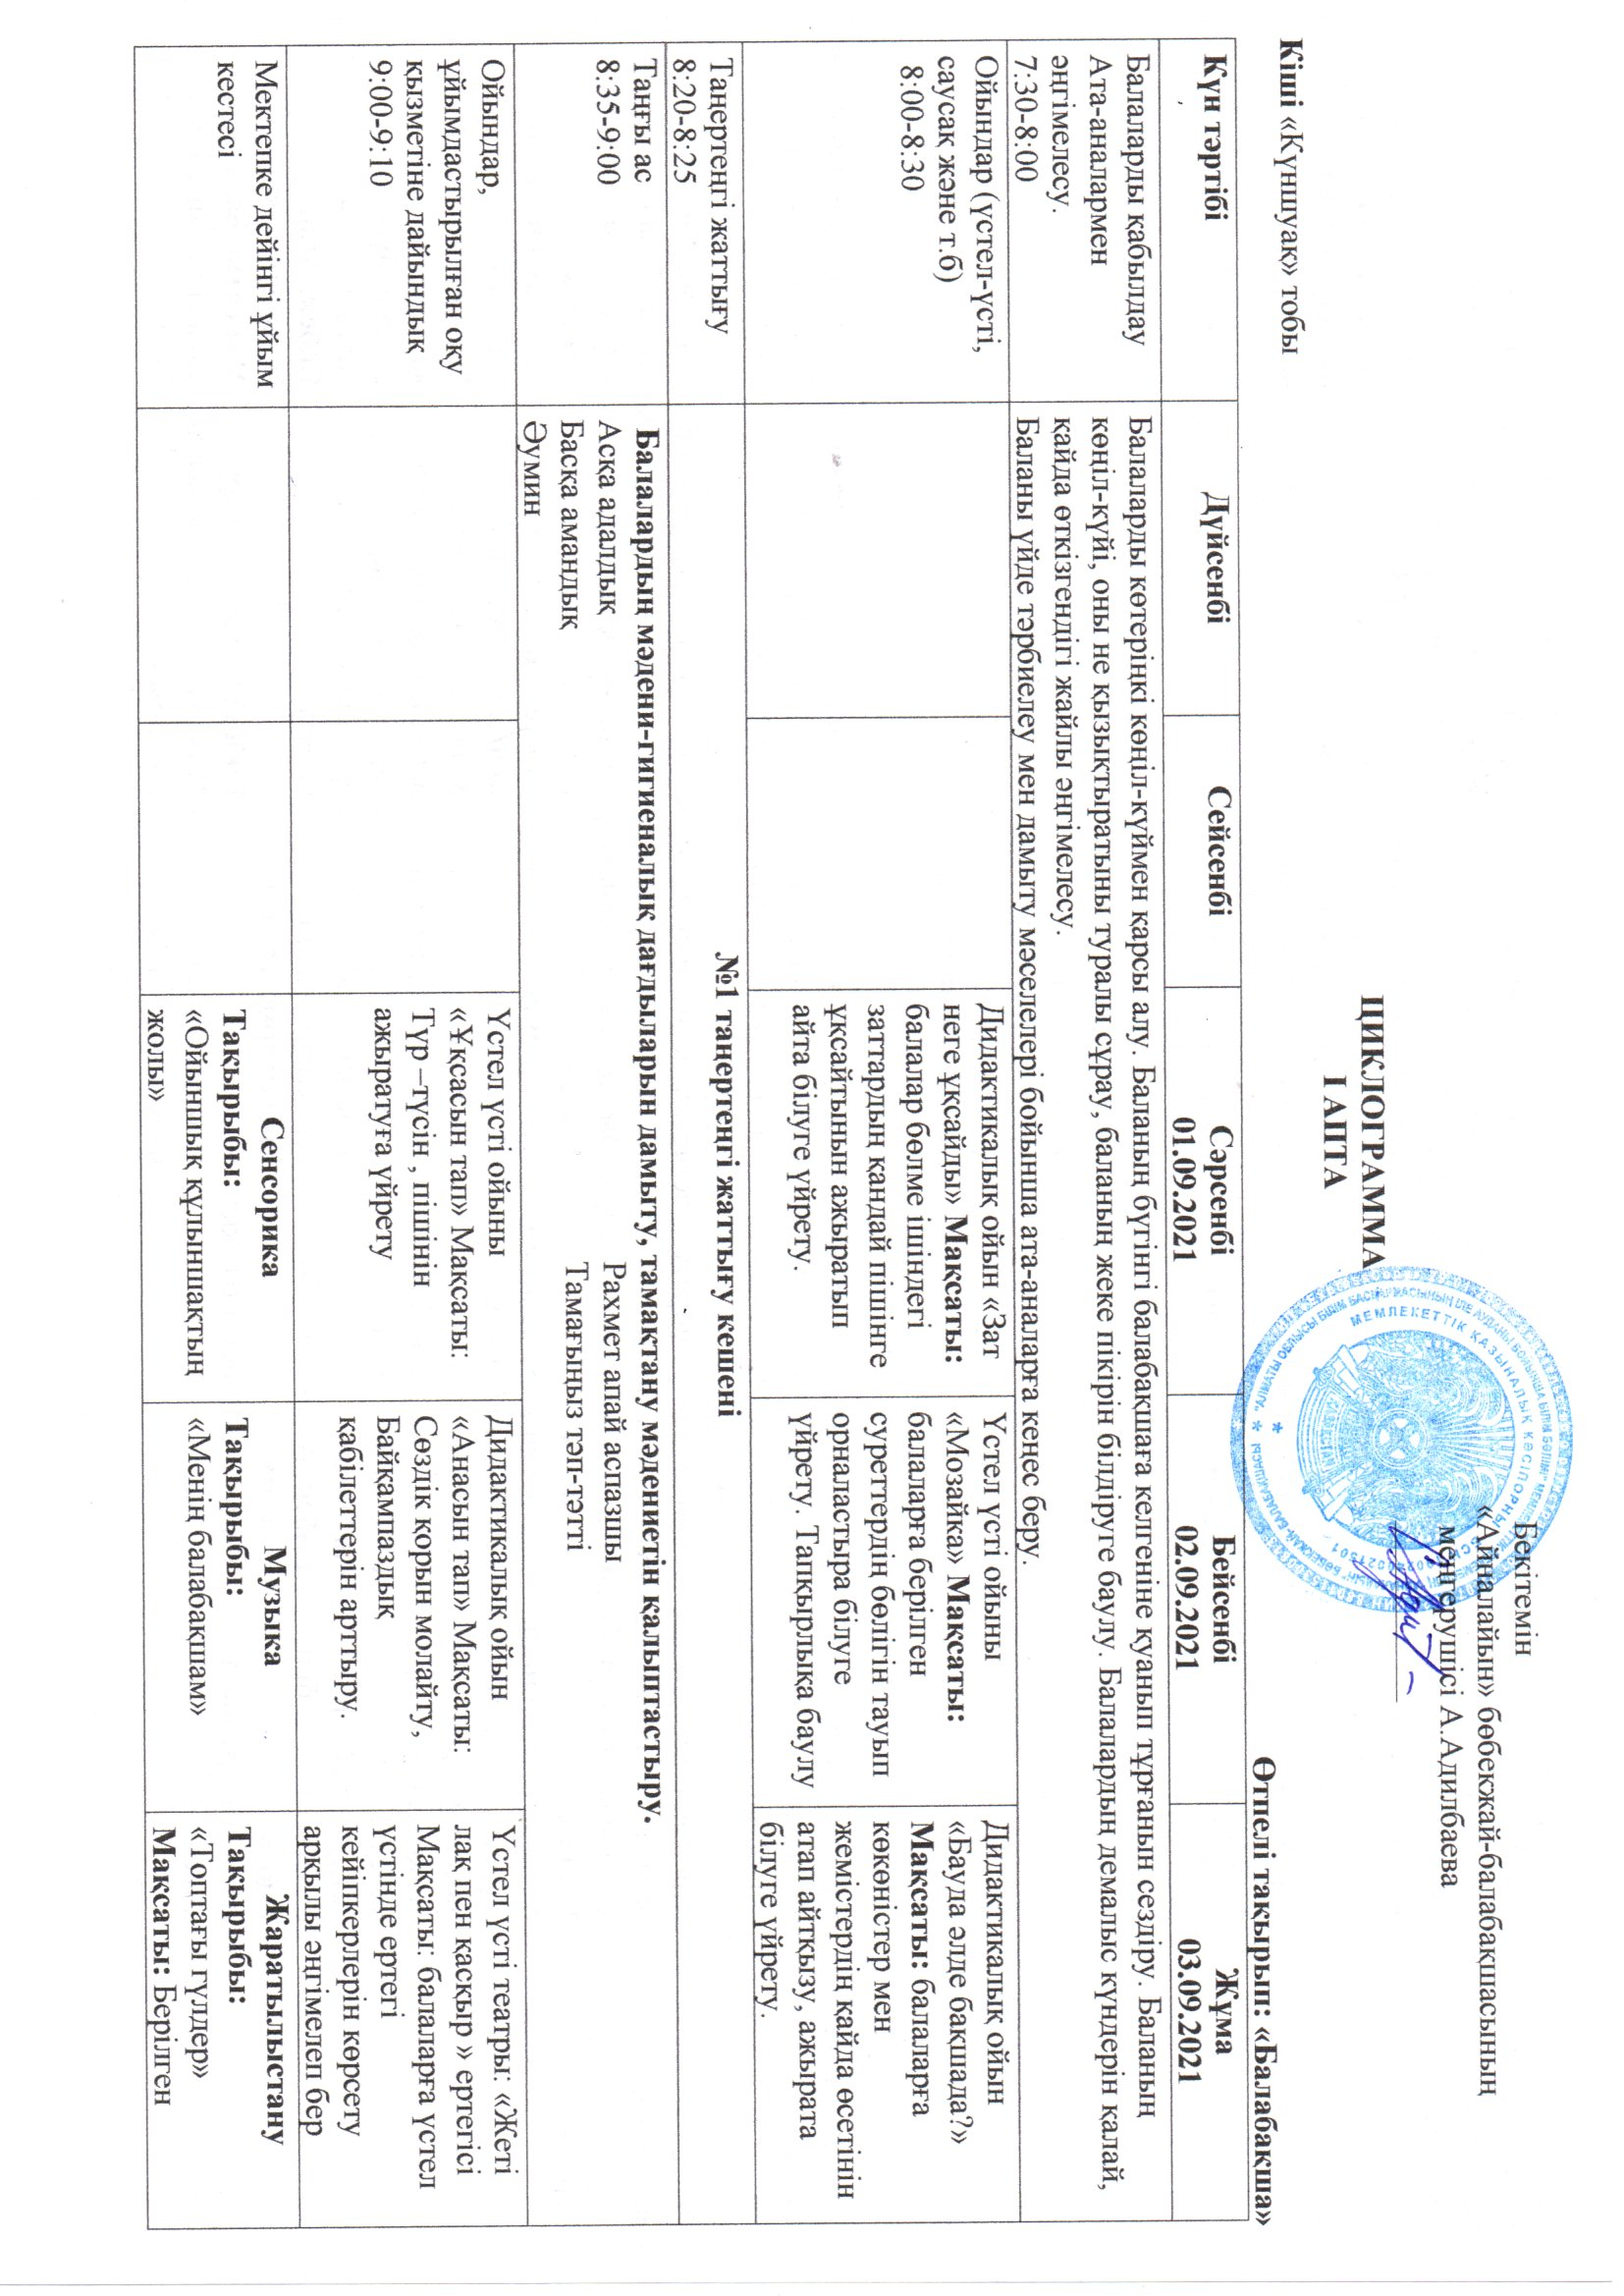 Бекітемін
«Айналайын» бөбекжай-балабақшасының
меңгерушісі А.Адилбаева
ЦИКЛОГРАММА
І АПТА
Кіші «Күншуақ» тобы
Өтпелі тақырып: «Балабақша»
Күн тәртібі
Дүйсенбі
Сейсенбі
Сәрсенбі
01.09.2021
Бейсенбі
02.09.2021
Жұма
03.09.2021
Балаларды қабылдау
Ата-аналармен
әңгімелесу.
7:30-8:00
Балаларды көтеріңкі көңіл-күймен қарсы алу. Баланың бүгінгі балабақшаға келгеніне қуанып тұрғанын сездіру. Баланың
көңіл-күйі, оны не қызықтыратыны туралы сұрау, баланың жеке пікірін білдіруге баулу. Балалардың демалыс күндерін қалай,
қайда өткізгендігі жайлы әңгімелесу.
Баланы үйде тәрбиелеу мен дамыту мәселелері бойынша ата-аналарға кеңес беру.
Ойындар (үстел-үсті,
саусақ және т.б)
8:00-8:30
Дидактикалық ойын «Зат
неге ұқсайды» Мақсаты:
балалар бөлме ішіндегі
заттардың қандай пішінге
ұқсайтынын ажыратып
айта білуге үйрету.
Үстел үсті ойыны
«Мозайка» Мақсаты:
балаларға берілген
суреттердің бөлігін тауып
орналастыра білуге
үйрету. Тапқырлыққа баулу
Дидактикалық ойын
«Бауда әлде бақшада?»
Мақсаты: балаларға
көкөністер мен
жемістердің қайда өсетінін
атап айтқызу, ажырата
білуге үйрету.
Таңертеңгі жаттығу
8:20-8:25
№1 таңертеңгі жаттығу кешені
Таңғы ас
8:35-9:00
Балалардың мәдени-гигиеналық дағдыларын дамыту, тамақтану мәдениетін қалыптастыру.
Асқа адалдық
Басқа амандық
Әумин
Рахмет апай аспазшы
Тамағыңыз тәп-тәтті
Ойындар,
ұйымдастырылған оқу
қызметіне дайындық
9:00-9:10
Үстел үсті ойыны
«Ұқсасын тап» Мақсаты:
Түр –түсін , пішінін
ажыратуға үйрету
Дидактикалық ойын
«Анасын тап» Мақсаты:
Сөздік қорын молайту,
Байқампаздық
қабілеттерін арттыру.
Үстел үсті театры: «Жеті
лақ пен қасқыр » ертегісі
Мақсаты: балаларға үстел
үстінде ертегі
кейіпкерлерін көрсету
арқылы әңгімелеп бер
Мектепке дейінгі ұйым
кестесі
Сенсорика
Тақырыбы:
«Ойыншық құлыншақтың
жолы»
Музыка
Тақырыбы:
«Менің балабақшам»
Жаратылыстану
Тақырыбы:
«Топтағы гүлдер»
Мақсаты: Берілген